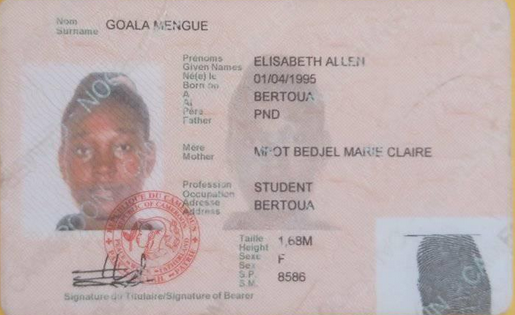 Nom
Surname GOALA MENGUE
Prénoms
Given Names ELISABETH ALLEN
Né(e) le 01/04/1995
Born on
A BERTOUA
At
Père PND
Father
Mère
Mother MPOT BEDJEL MARIE CLAIRE
Profession STUDENT
Occupation
Adresse BERTOUA
Address
Taille 1,68M
Height
Sexe F
Sex
S.P. 8586
S.M.
Signature du Titulaire/Signature of Bearer